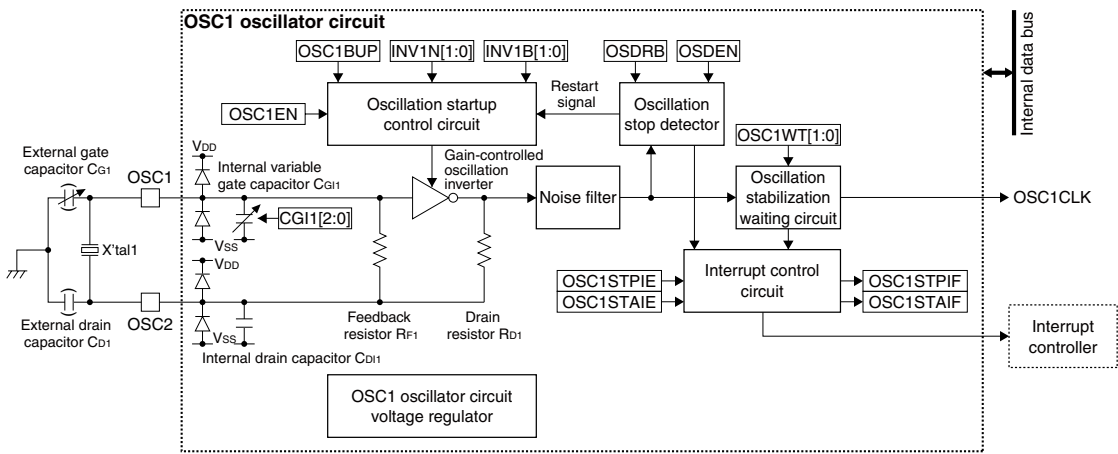 OSC1 oscillator circuit
OSC1BUP
INV1N[1:0]
INV1B[1:0]
OSDRB
OSDEN
Internal data bus
OSC1EN
Oscillation startup
control circuit
Restart
signal
Oscillation
stop detector
OSC1WT[1:0]
External gate
capacitor CG1
OSC1
VDD
Internal variable
gate capacitor CGI1
Gain-controlled
oscillation
inverter
Noise filter
Oscillation
stabilization
waiting circuit
OSC1CLK
CGI1[2:0]
VSS
X'tal1
VDD
OSC1STPIE
OSC1STAIE
Interrupt control
circuit
OSC1STPIF
OSC1STAIF
OSC2
External drain
capacitor CD1
VSS
Internal drain capacitor CDI1
Feedback
resistor RF1
Drain
resistor RD1
Interrupt
controller
OSC1 oscillator circuit
voltage regulator